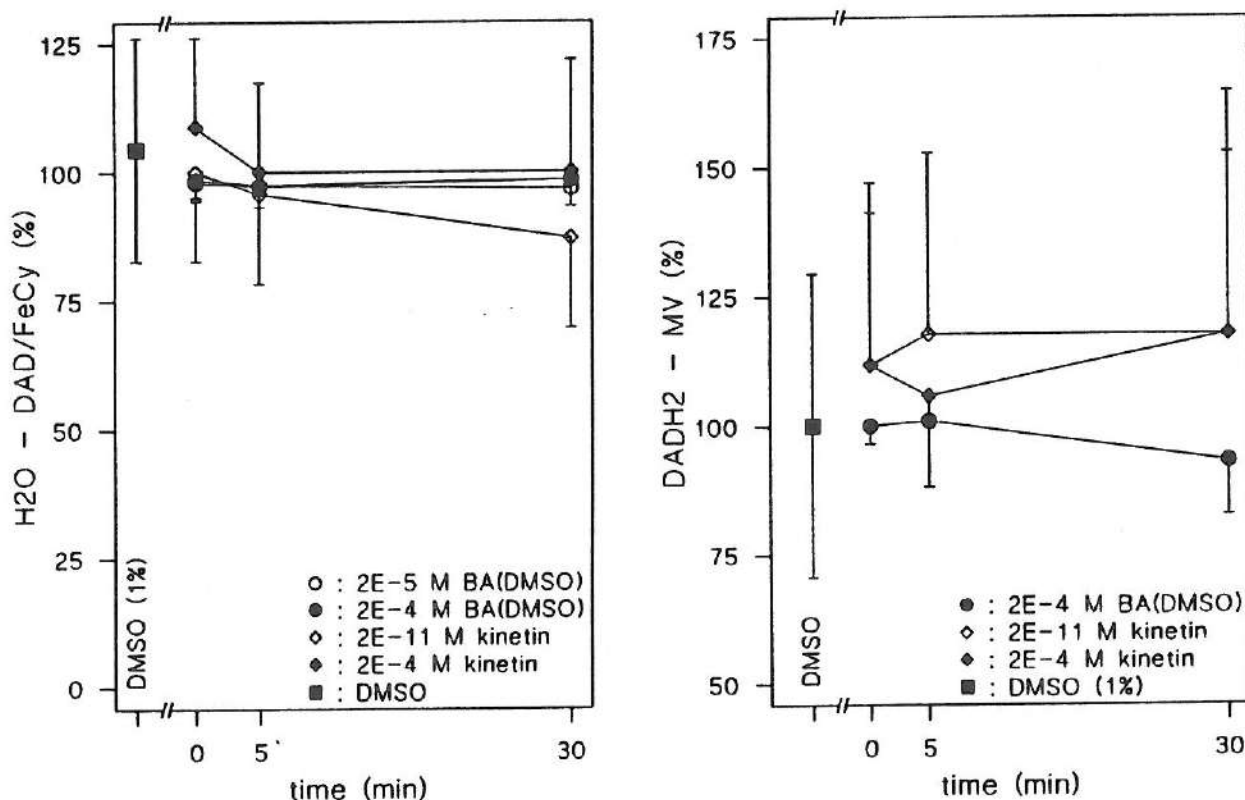 H2O – DAD/FeCy (%)
125
100
75
50
25
0
DMSO (1%)
: 2E-5 M BA(DMSO)
: 2E-4 M BA(DMSO)
: 2E-11 M kinetin
: 2E-4 M kinetin
: DMSO
0 5 30
time (min)
DADH2 – MV (%)
175
150
125
100
75
50
DMSO
: 2E-4 M BA(DMSO)
: 2E-11 M kinetin
: 2E-4 M kinetin
: DMSO (1%)
0 5 30
time (min)